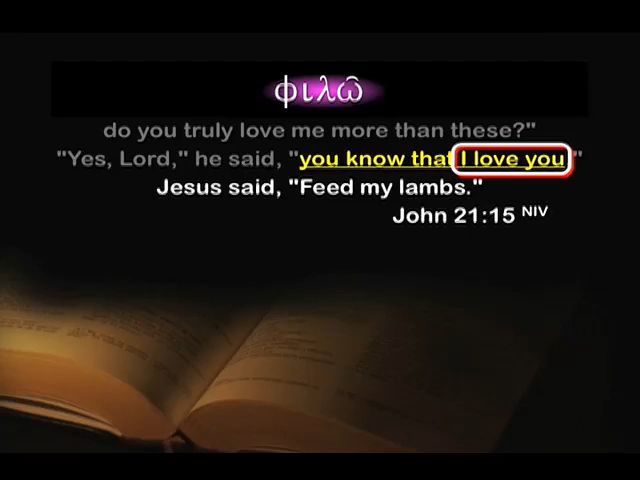 φιλῶ
do you truly love me more than these?"
"Yes, Lord," he said, "you know that I love you."
Jesus said, "Feed my lambs."
John 21:15 NIV